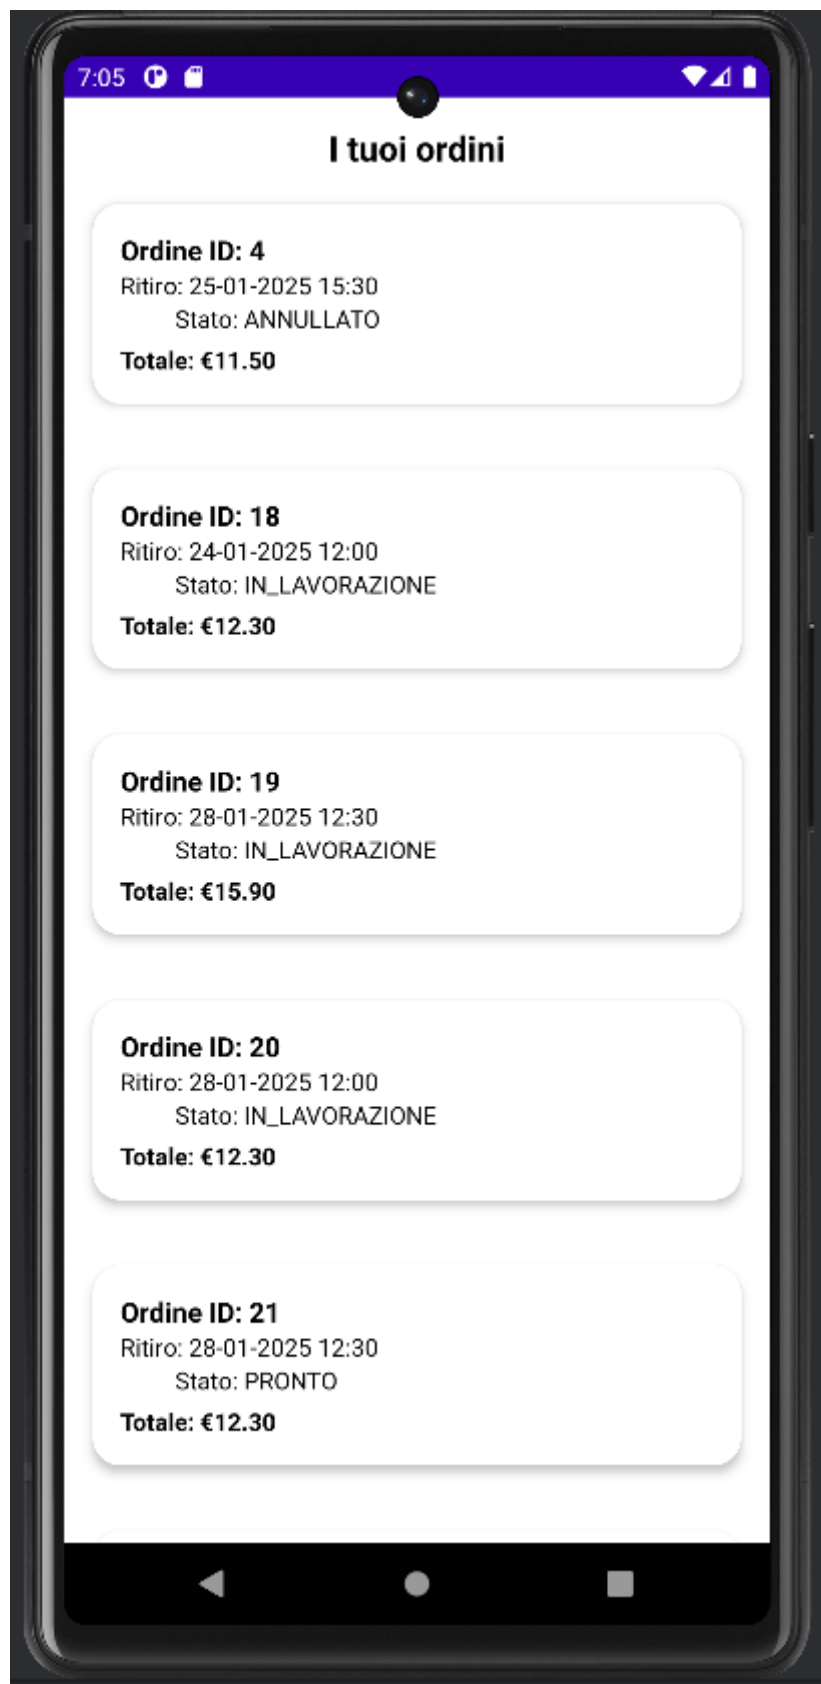 7:05
I tuoi ordini
Ordine ID: 4
Ritiro: 25-01-2025 15:30
Stato: ANNULLATO
Totale: €11.50
Ordine ID: 18
Ritiro: 24-01-2025 12:00
Stato: IN_LAVORAZIONE
Totale: €12.30
Ordine ID: 19
Ritiro: 28-01-2025 12:30
Stato: IN_LAVORAZIONE
Totale: €15.90
Ordine ID: 20
Ritiro: 28-01-2025 12:00
Stato: IN_LAVORAZIONE
Totale: €12.30
Ordine ID: 21
Ritiro: 28-01-2025 12:30
Stato: PRONTO
Totale: €12.30